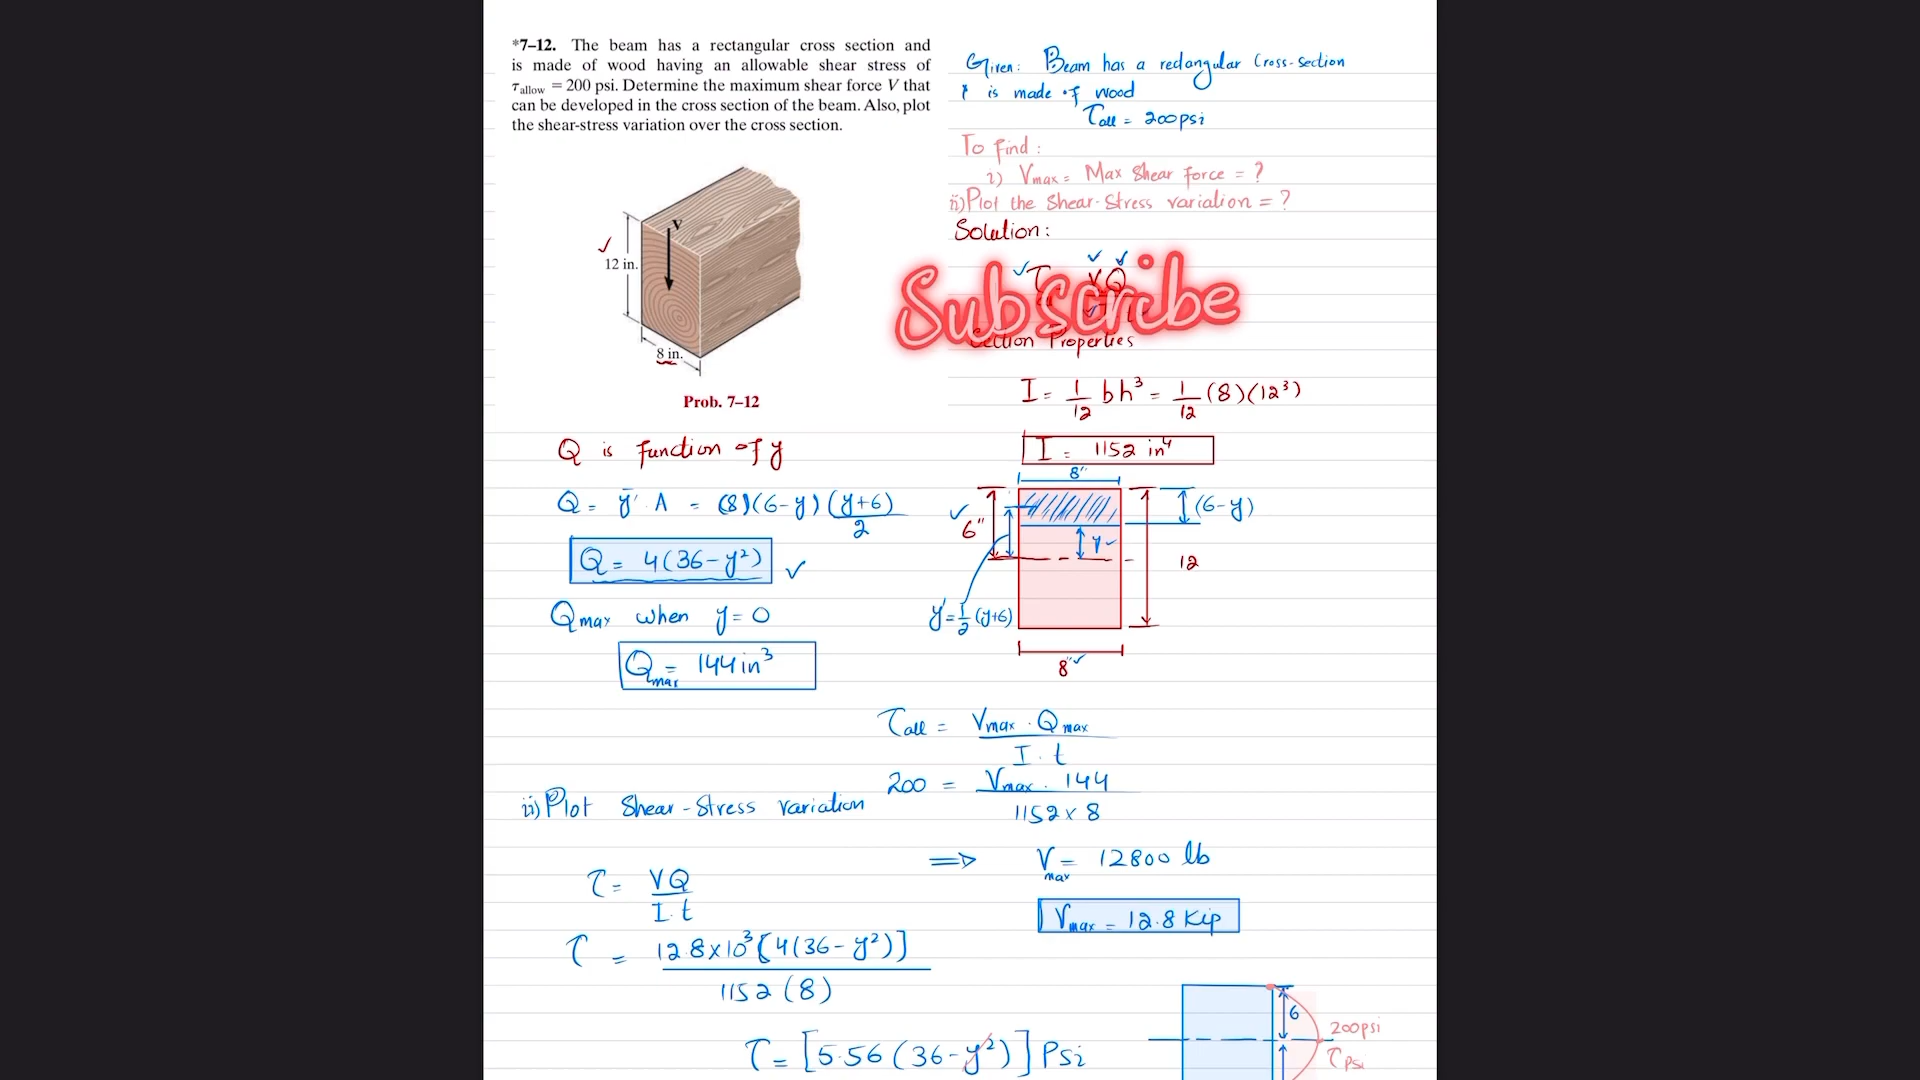 *7–12. The beam has a rectangular cross section and
is made of wood having an allowable shear stress of
τallow = 200 psi. Determine the maximum shear force V that
can be developed in the cross section of the beam. Also, plot
the shear-stress variation over the cross section.
V
12 in.
8 in.
Prob. 7–12
Given: Beam has a rectangular Cross-section
& is made of wood
τall = 200psi
To find:
i) Vmax = Max Shear Force = ?
ii) Plot the Shear-Stress variation = ?
Solution:
τ VQ
Subscribe
Section Properties
I = 1/12 bh³ = 1/12 (8)(12³)
I = 1152 in⁴
Q is function of y
Q = ȳ' A = (8)(6-y) (y+6)/2
Q = 4(36-y²)
Qmax when y=0
Qmax = 144in³
8"
6"
(6-y)
y
12
y' = 1/2 (y+6)
8"
τall = Vmax · Qmax / I · t
200 = Vmax · 144 / 1152 x 8
=> Vmax = 12800 lb
Vmax = 12.8 Kip
ii) Plot Shear-Stress variation
τ = VQ / I·t
τ = 12.8x10³ [4(36-y²)] / 1152 (8)
τ = [5.56 (36-y²)] Psi
6
200psi
τ Psi